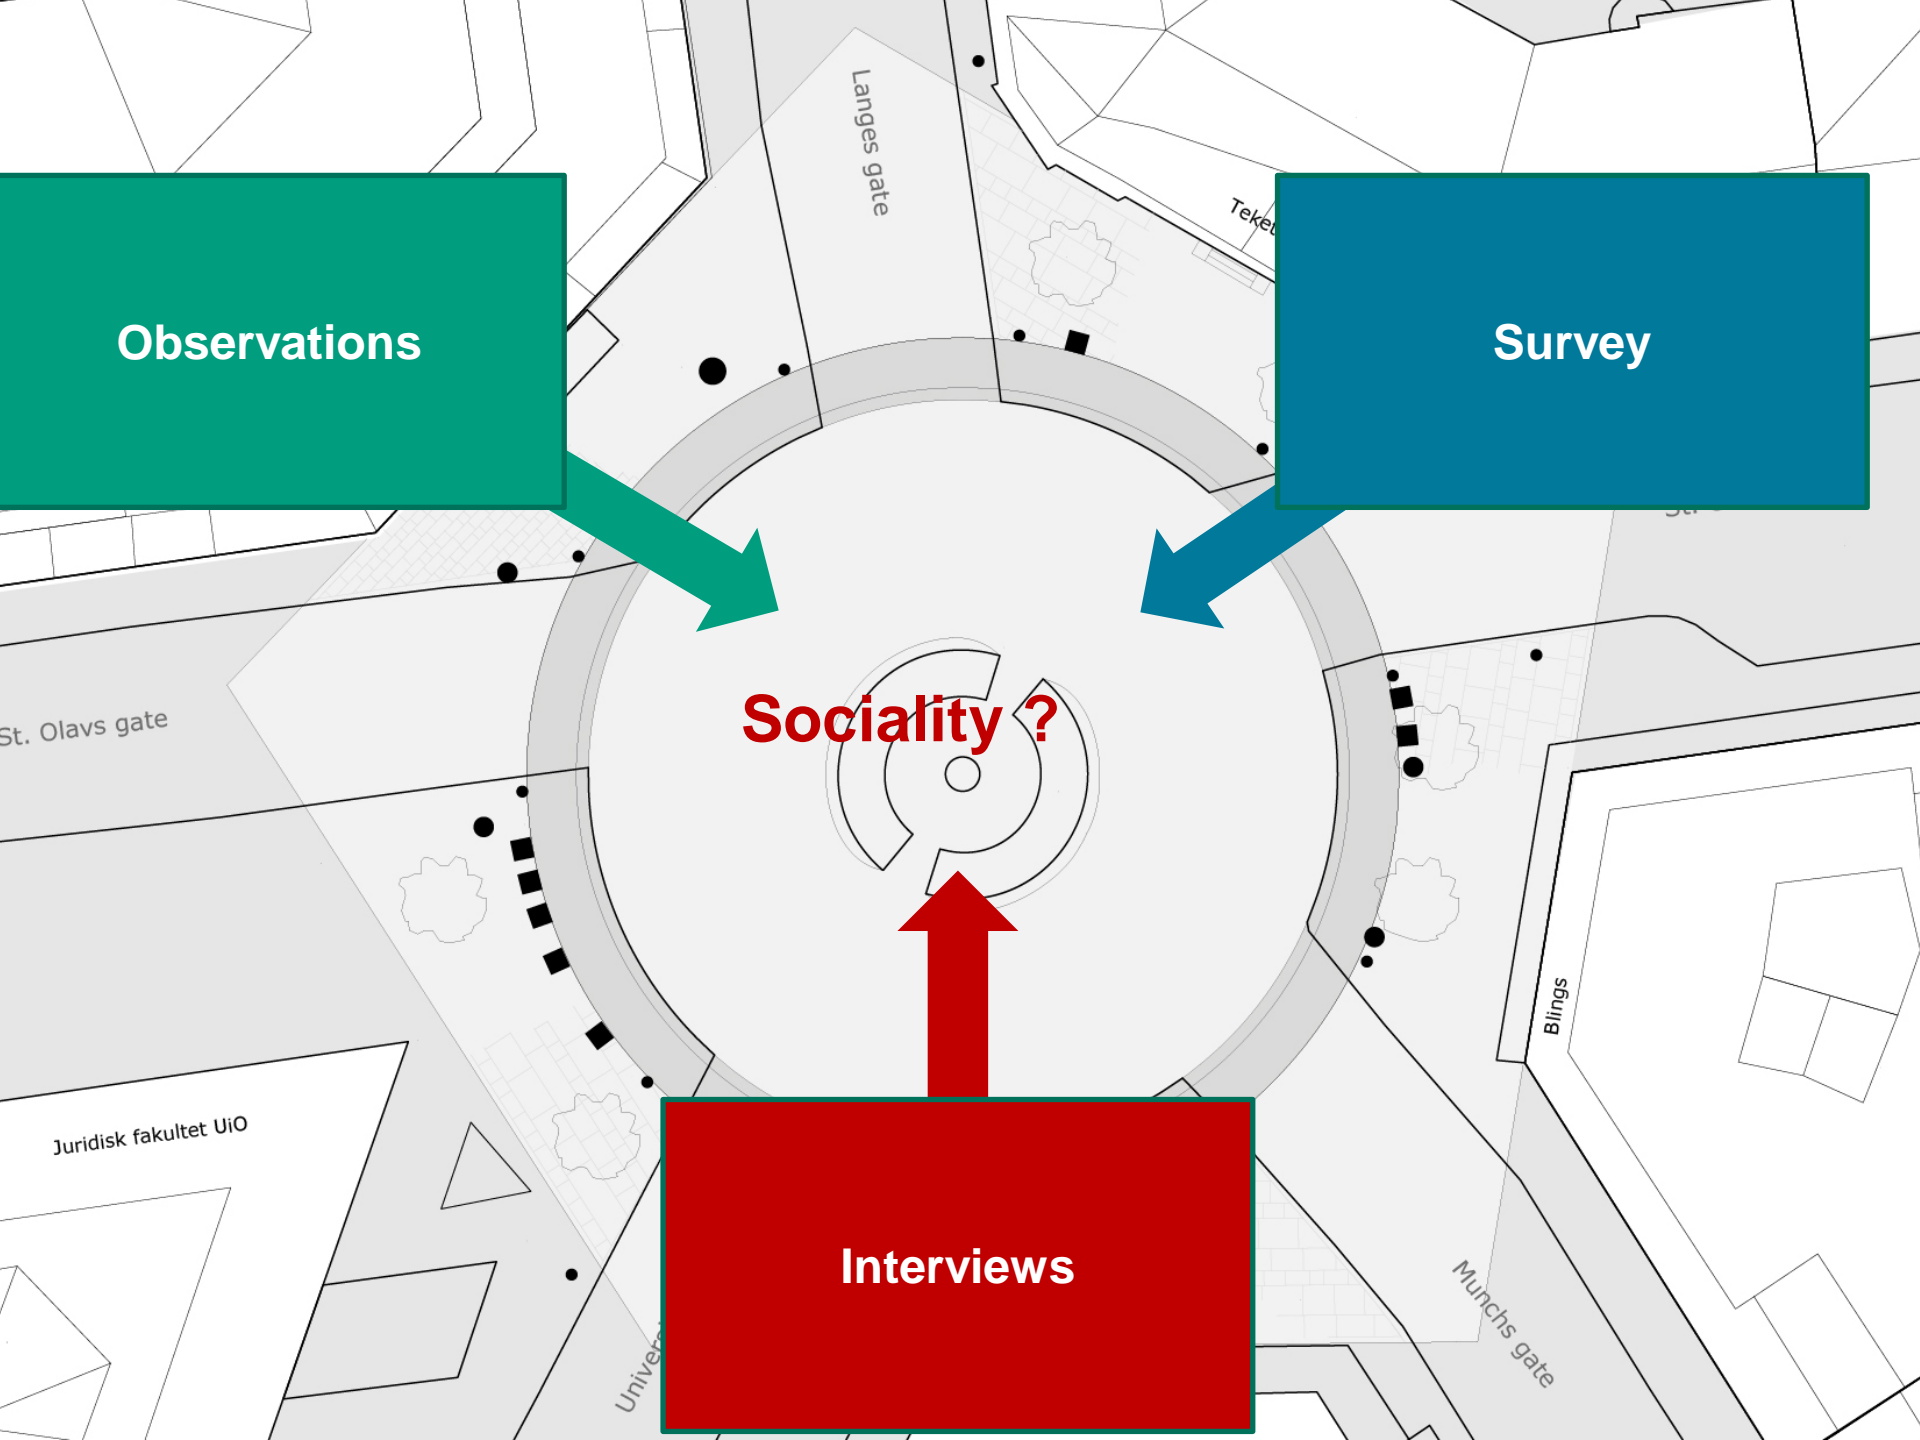 Langes gate
Observations
Survey
Sociality ?
St. Olavs gate
Blings
Juridisk fakultet UiO
Interviews
Munchs gate